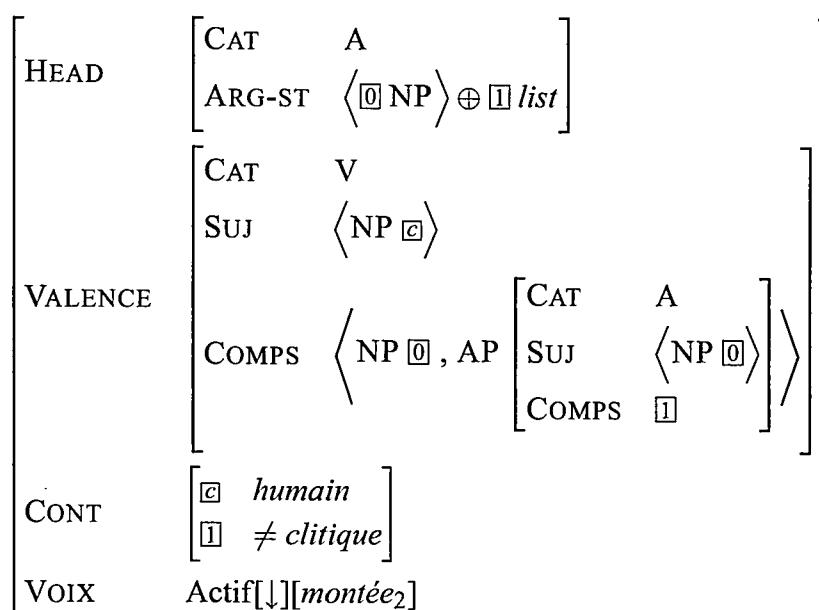 HEAD
CAT A
ARG-ST ⟨[0] NP⟩ ⊕ [1] list
VALENCE
CAT V
SUJ ⟨NP [c]⟩
COMPS ⟨NP [0] , AP
CAT A
SUJ ⟨NP [0]⟩
COMPS [1]
⟩
CONT
[c] humain
[1] ≠ clitique
VOIX Actif[↓][montée₂]